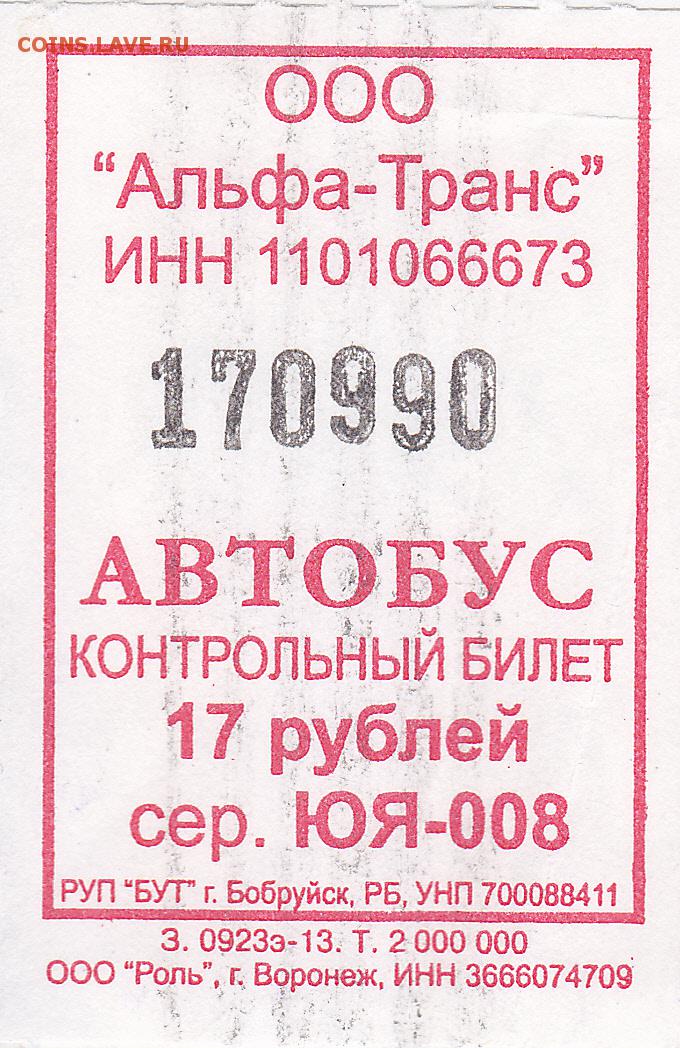 COINS.LAVE.RU
ООО
“Альфа-Транс”
ИНН 1101066673
170990
АВТОБУС
КОНТРОЛЬНЫЙ БИЛЕТ
17 рублей
сер. ЮЯ-008
РУП “БУТ” г. Бобруйск, РБ, УНП 700088411
З. 0923э-13. Т. 2 000 000
ООО “Роль”, г. Воронеж, ИНН 3666074709